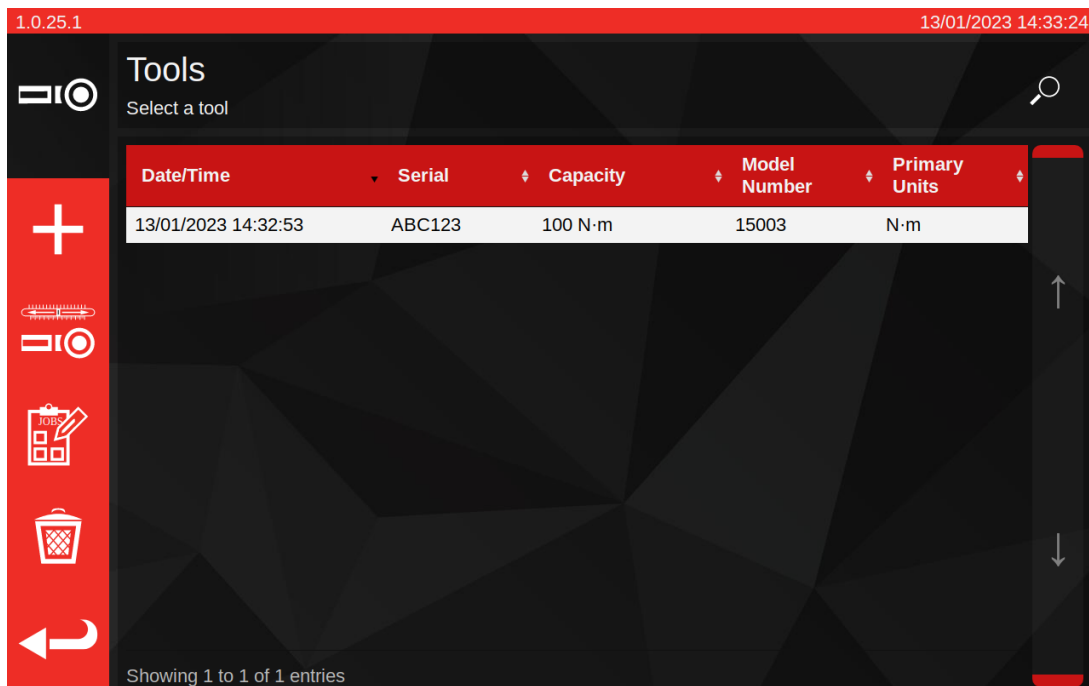 1.0.25.1 13/01/2023 14:33:24
Tools
Select a tool
Date/Time Serial Capacity Model Number Primary Units
13/01/2023 14:32:53 ABC123 100 N·m 15003 N·m
JOBS
Showing 1 to 1 of 1 entries